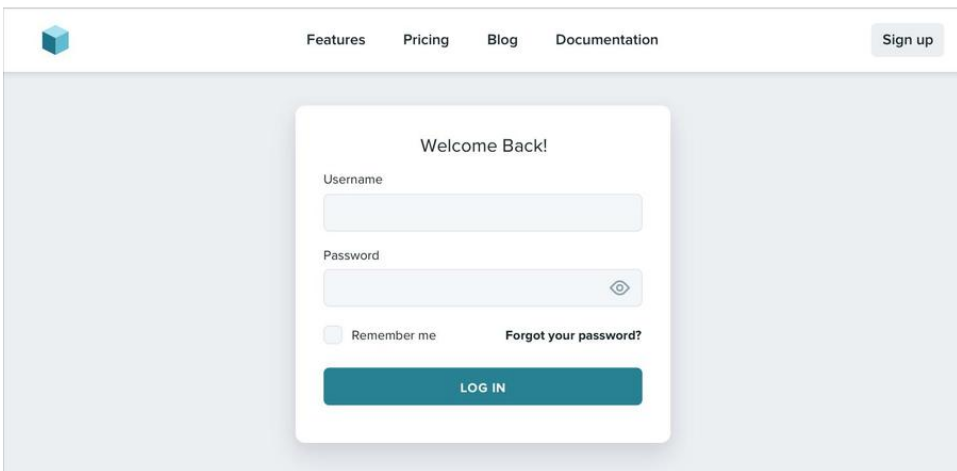 Features Pricing Blog Documentation Sign up
Welcome Back!
Username
Password
Remember me Forgot your password?
LOG IN